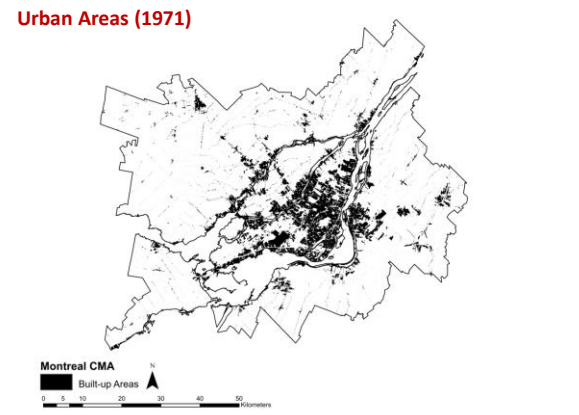 Urban Areas (1971)
Montreal CMA
N
Built-up Areas
0 5 10 20 30 40 50
Kilometers